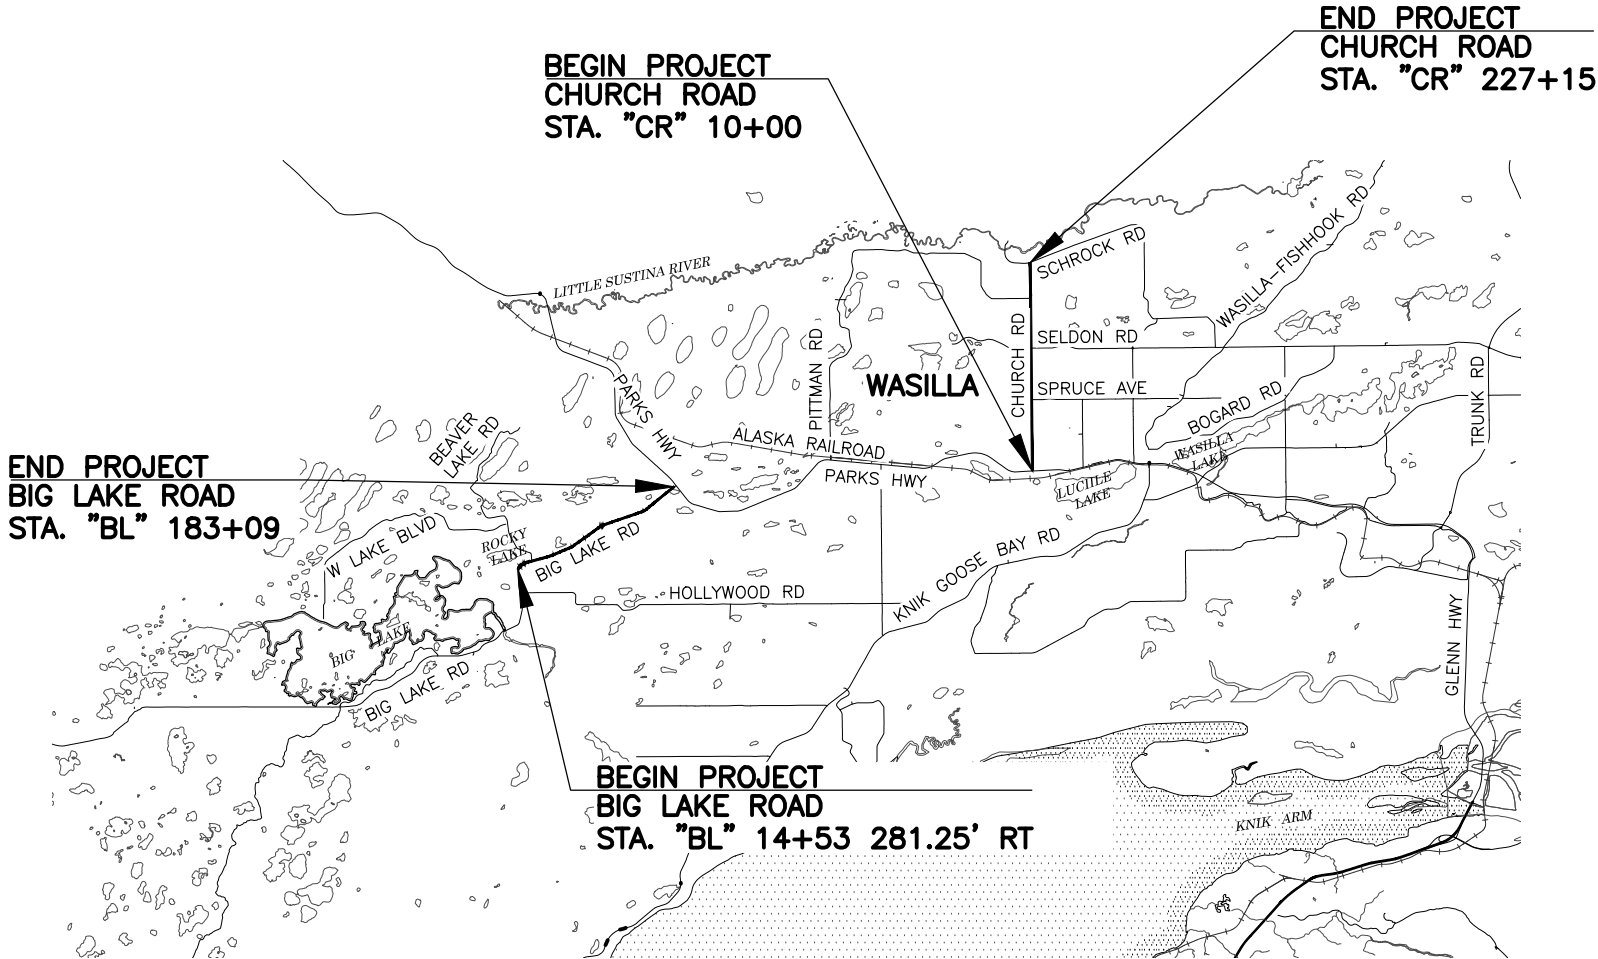 END PROJECT
CHURCH ROAD
STA. "CR" 227+15
BEGIN PROJECT
CHURCH ROAD
STA. "CR" 10+00
WASILLA-FISHHOOK RD
SCHROCK RD
LITTLE SUSTINA RIVER
SELDON RD
CHURCH RD
PITTMAN RD
WASILLA
SPRUCE AVE
TRUNK RD
BOGARD RD
PARKS HWY
BEAVER
LAKE RD
ALASKA RAILROAD
WASILLA
LAKE
PARKS HWY
LUCIILE
LAKE
END PROJECT
BIG LAKE ROAD
STA. "BL" 183+09
W LAKE BLVD
ROCKY
LAKE
BIG LAKE RD
KNIK GOOSE BAY RD
HOLLYWOOD RD
BIG
LAKE
BIG LAKE RD
GLENN HWY
BEGIN PROJECT
BIG LAKE ROAD
STA. "BL" 14+53 281.25' RT
KNIK ARM